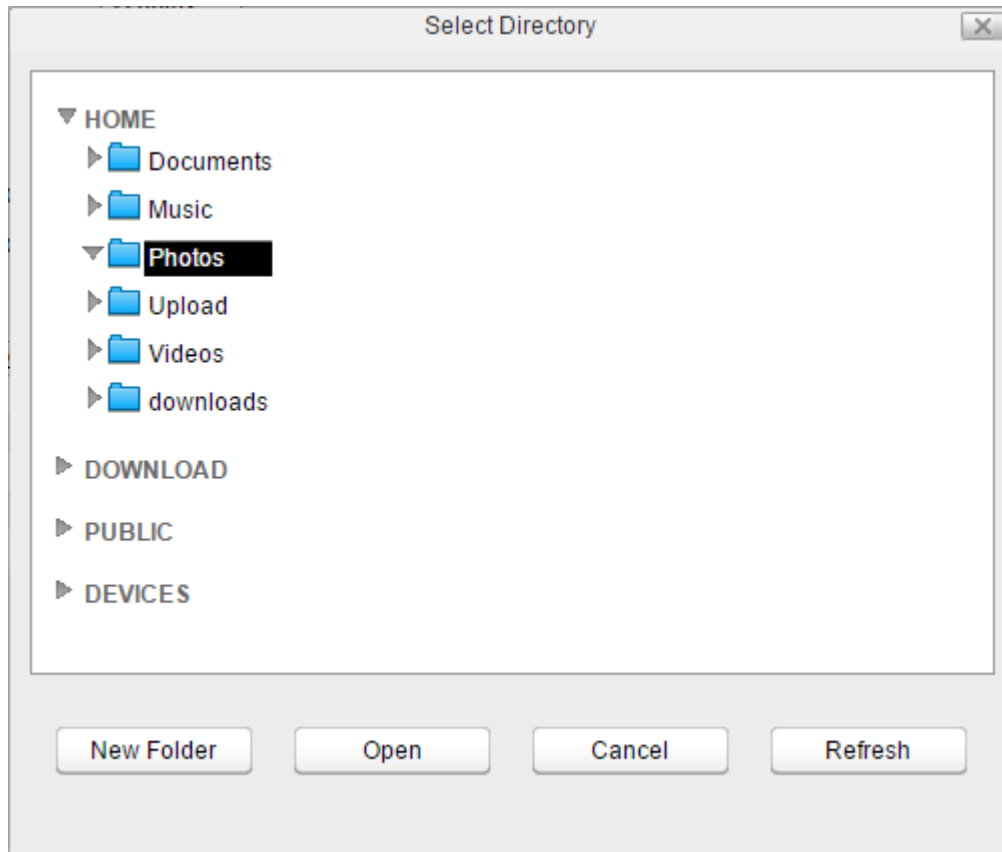 Select Directory
HOME
Documents
Music
Photos
Upload
Videos
downloads
DOWNLOAD
PUBLIC
DEVICES
New Folder Open Cancel Refresh